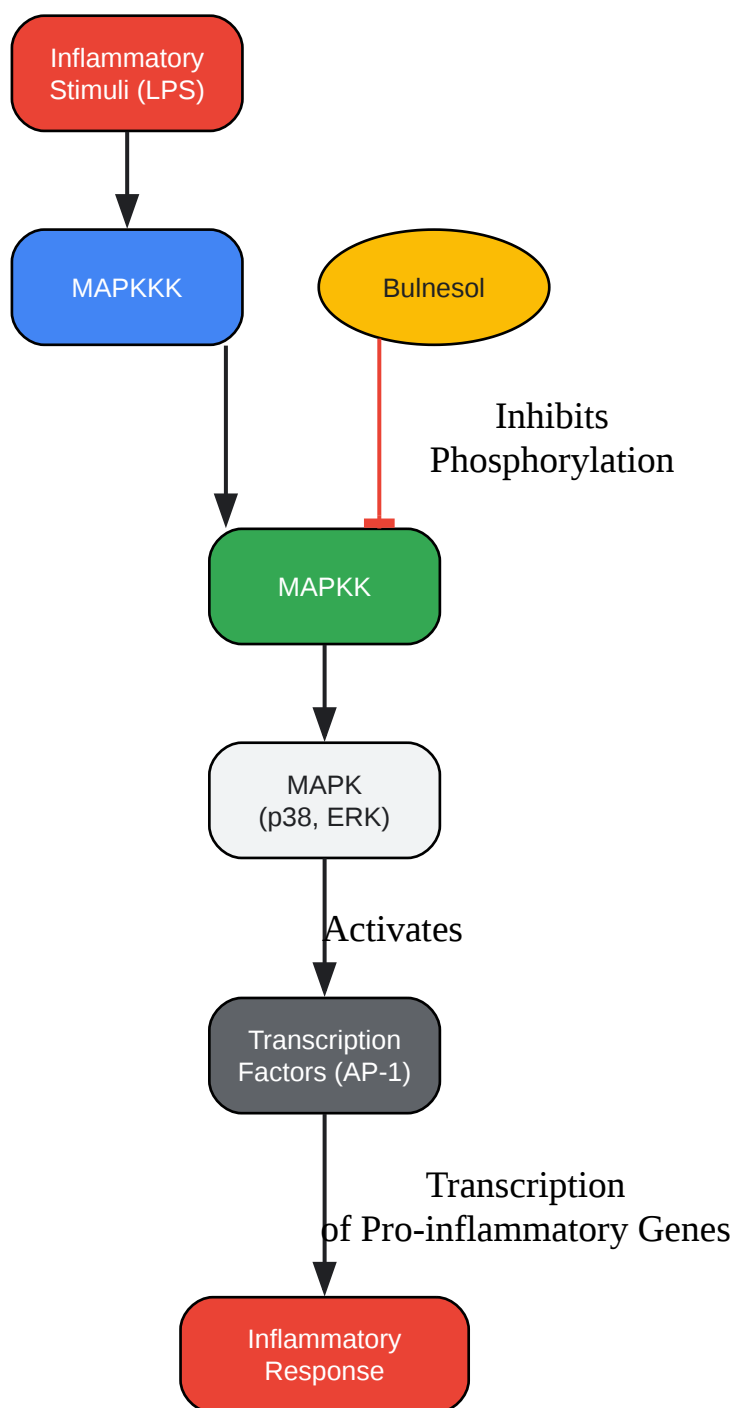 Inflammatory
Stimuli (LPS)
MAPKKK
Bulnesol
Inhibits
Phosphorylation
MAPKK
MAPK
(p38, ERK)
Activates
Transcription
Factors (AP-1)
Transcription
of Pro-inflammatory Genes
Inflammatory
Response